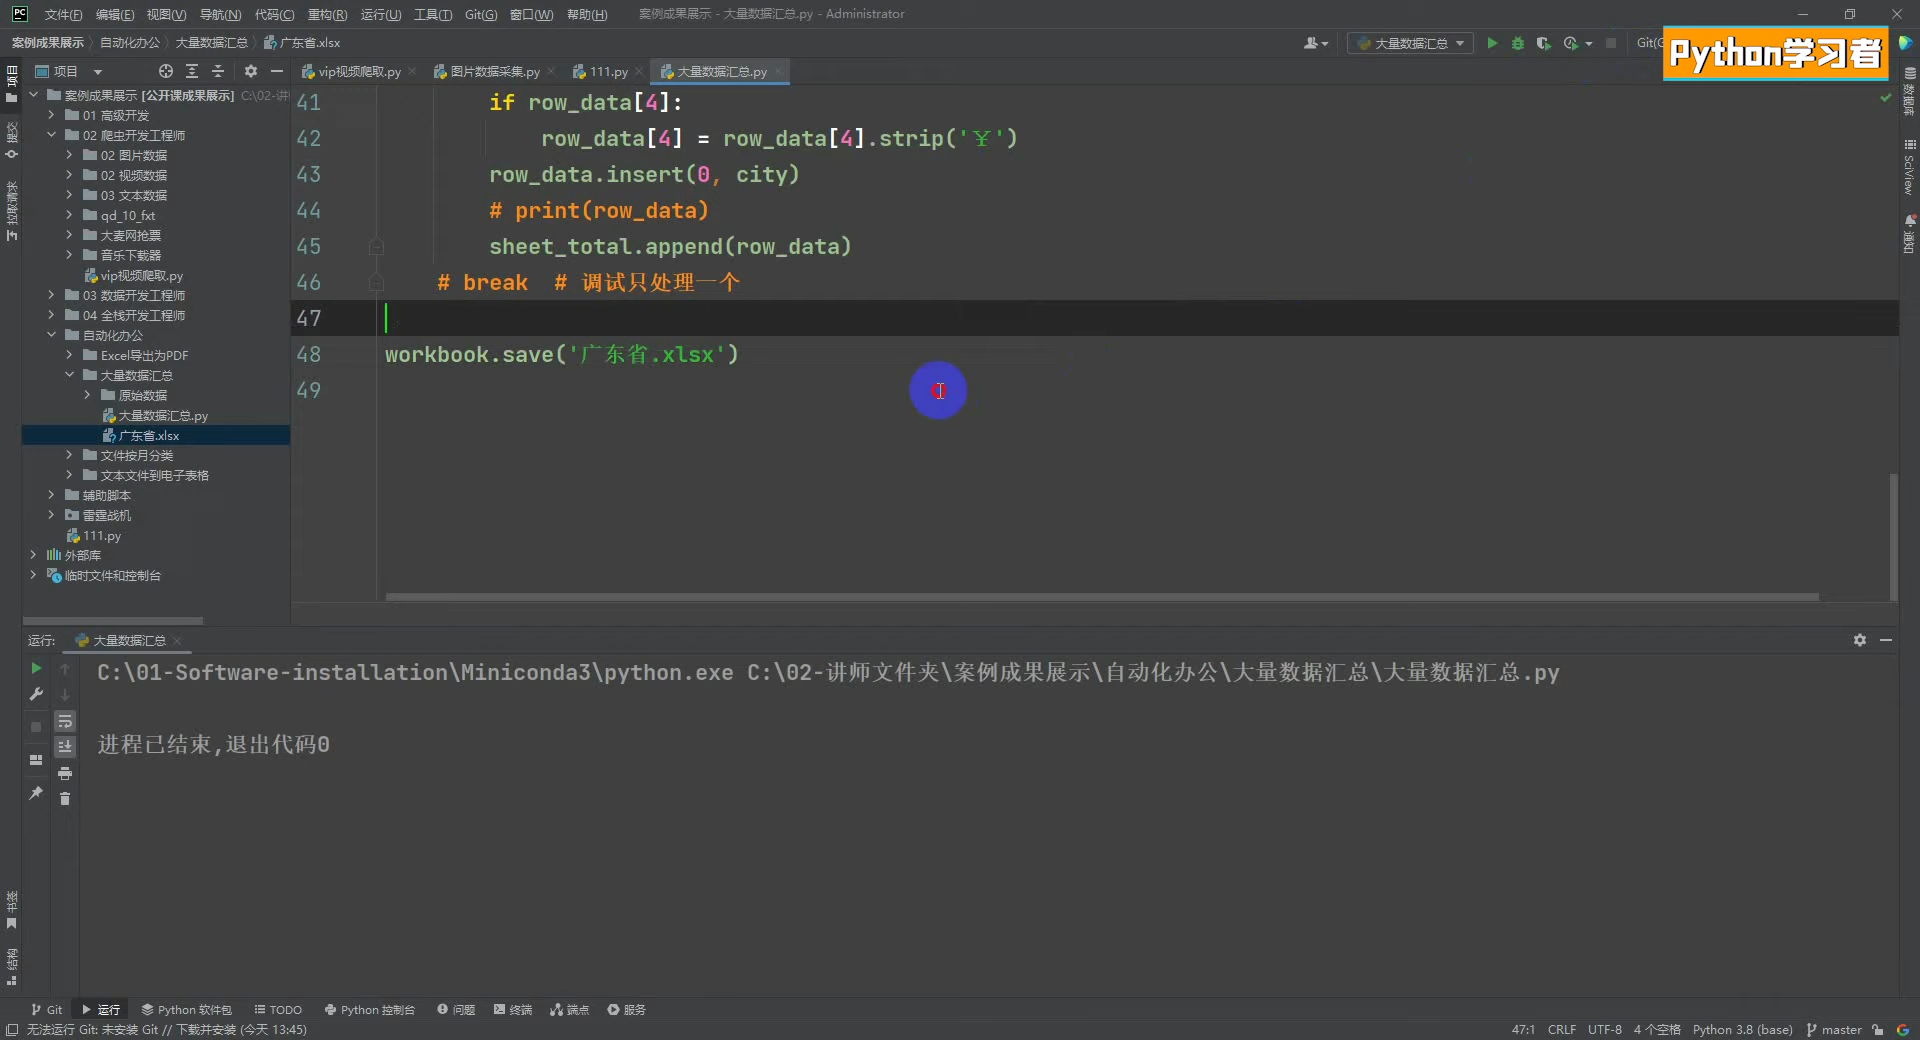 文件(F) 编辑(E) 视图(V) 导航(N) 代码(C) 重构(R) 运行(U) 工具(T) Git(G) 窗口(W) 帮助(H) 案例成果展示 - 大量数据汇总.py - Administrator
案例成果展示 自动化办公 大量数据汇总 广东省.xlsx 大量数据汇总 Git(G
Python学习者
项目 vip视频爬取.py 图片数据采集.py 111.py 大量数据汇总.py
案例成果展示 [公开课成果展示] C:\02-讲
01 高级开发
02 爬虫开发工程师
02 图片数据
02 视频数据
03 文本数据
qd_10_fxt
大麦网抢票
音乐下载器
vip视频爬取.py
03 数据开发工程师
04 全栈开发工程师
自动化办公
Excel导出为PDF
大量数据汇总
原始数据
大量数据汇总.py
广东省.xlsx
文件按月分类
文本文件到电子表格
辅助脚本
雷霆战机
111.py
外部库
临时文件和控制台
41 if row_data[4]:
42 row_data[4] = row_data[4].strip('￥')
43 row_data.insert(0, city)
44 # print(row_data)
45 sheet_total.append(row_data)
46 # break  # 调试只处理一个
47
48 workbook.save('广东省.xlsx')
49
项目
提交
拉取请求
书签
结构
数据库
SciView
通知
运行: 大量数据汇总
C:\01-Software-installation\Miniconda3\python.exe C:\02-讲师文件夹\案例成果展示\自动化办公\大量数据汇总\大量数据汇总.py
进程已结束,退出代码0
Git 运行 Python 软件包 TODO Python 控制台 问题 终端 端点 服务
无法运行 Git: 未安装 Git // 下载并安装 (今天 13:45) 47:1 CRLF UTF-8 4 个空格 Python 3.8 (base) master